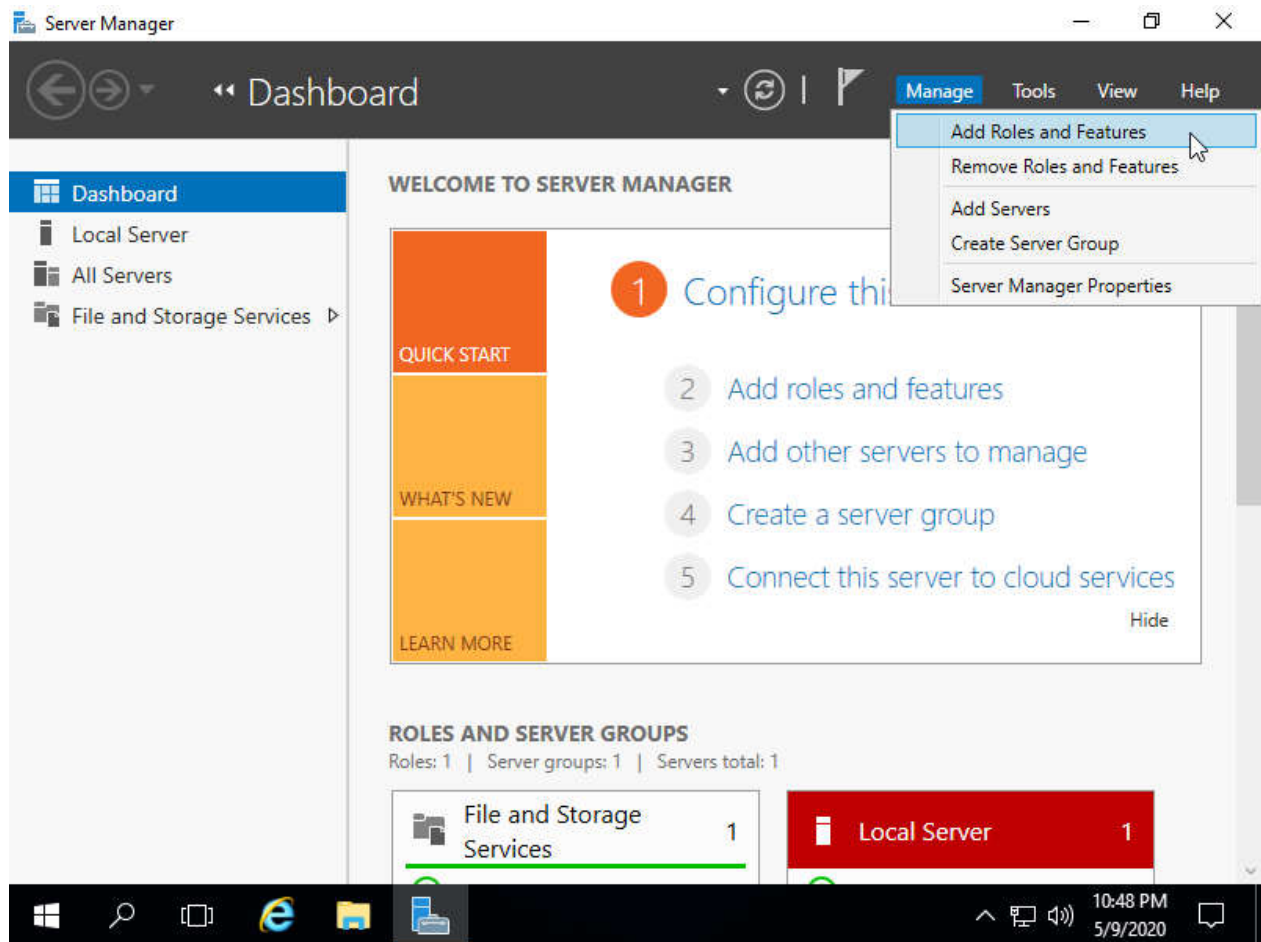 Server Manager
Dashboard
Manage Tools View Help
Add Roles and Features
Remove Roles and Features
Add Servers
Create Server Group
Server Manager Properties
Dashboard
Local Server
All Servers
File and Storage Services
WELCOME TO SERVER MANAGER
QUICK START
WHAT'S NEW
LEARN MORE
1 Configure thi
2 Add roles and features
3 Add other servers to manage
4 Create a server group
5 Connect this server to cloud services
Hide
ROLES AND SERVER GROUPS
Roles: 1 | Server groups: 1 | Servers total: 1
File and Storage
Services
1
Local Server 1
10:48 PM
5/9/2020